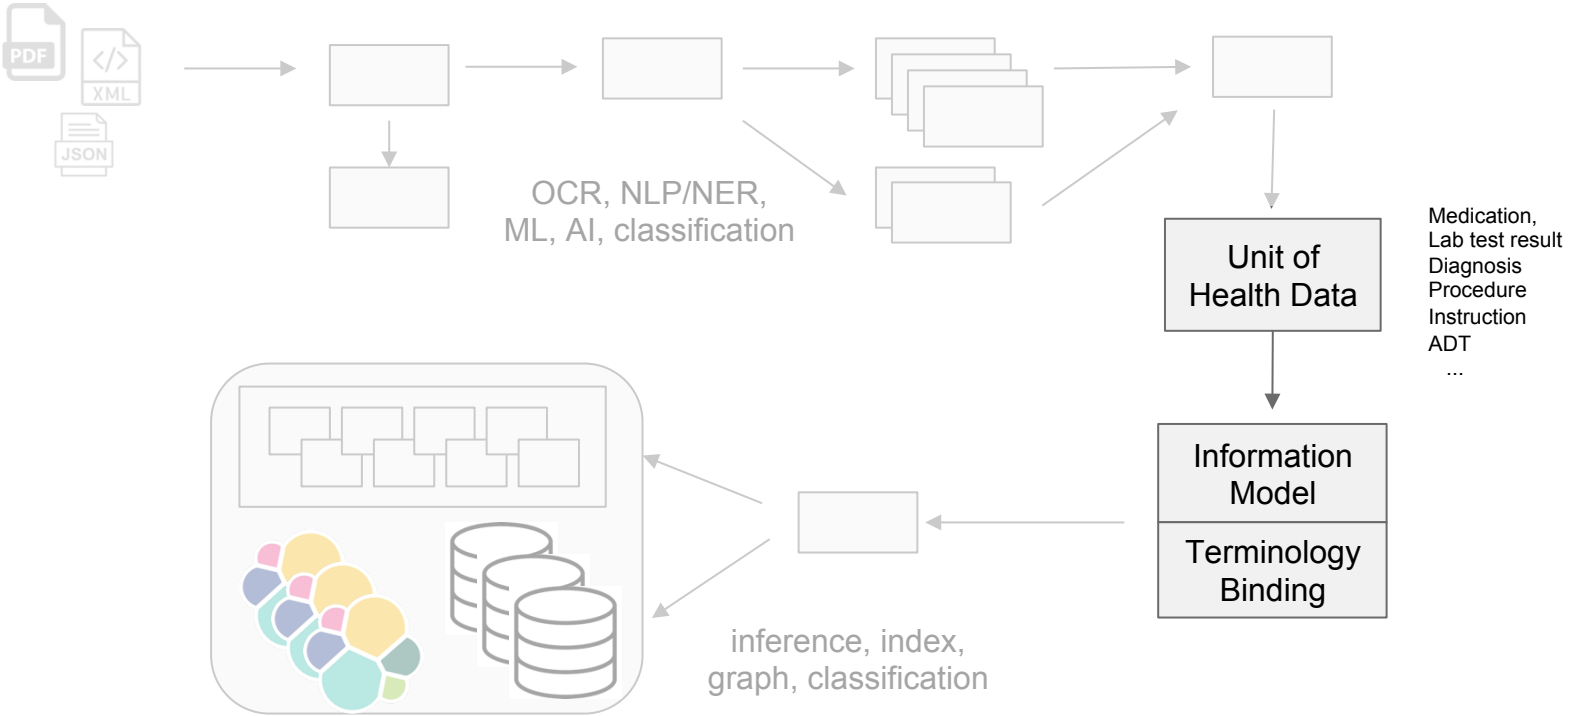 PDF
XML
JSON
OCR, NLP/NER,
ML, AI, classification
Unit of
Health Data
Medication,
Lab test result
Diagnosis
Procedure
Instruction
ADT
...
Information
Model
Terminology
Binding
inference, index,
graph, classification